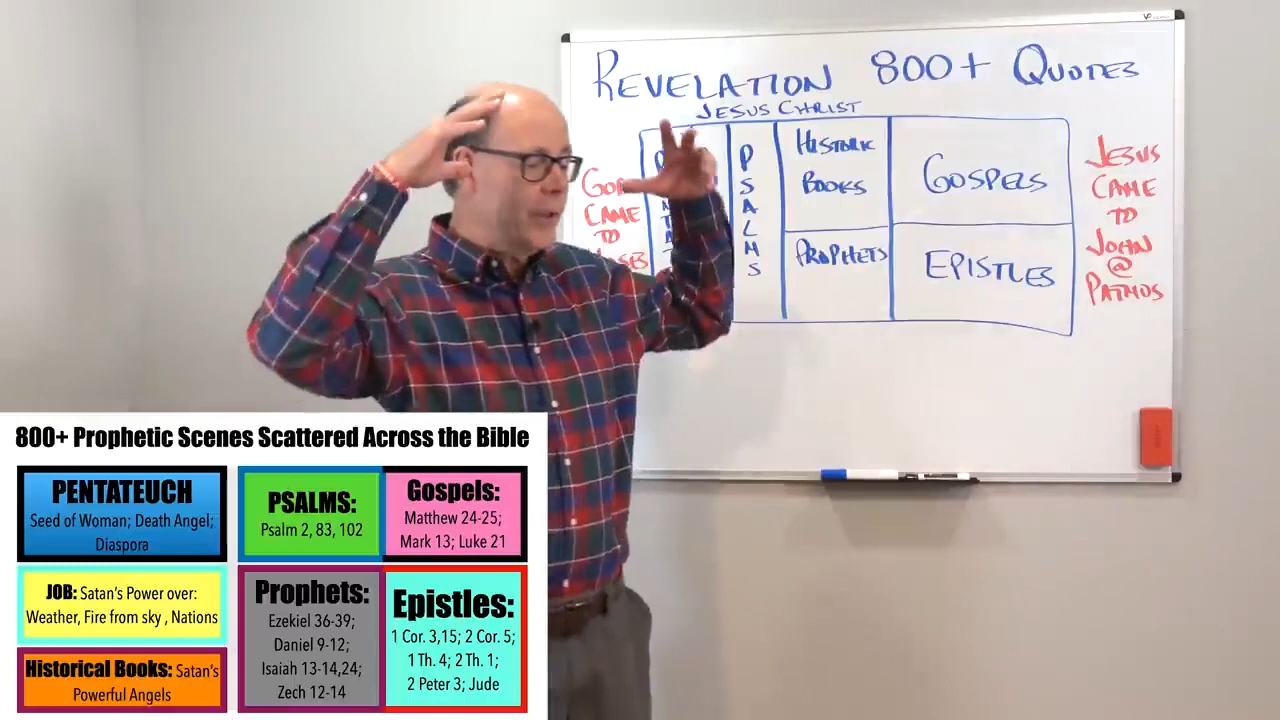 REVELATION 800+ QUOTES
JESUS CHRIST
CAME
TO
PSALMS
HISTORIC
BOOKS
PROPHETS
GOSPELS
EPISTLES
JESUS
CAME
TO
JOHN
@
PATMOS
800+ Prophetic Scenes Scattered Across the Bible
PENTATEUCH
Seed of Woman; Death Angel;
Diaspora
JOB: Satan's Power over:
Weather, Fire from sky , Nations
Historical Books: Satan's
Powerful Angels
PSALMS:
Psalm 2, 83, 102
Gospels:
Matthew 24-25;
Mark 13; Luke 21
Prophets:
Ezekiel 36-39;
Daniel 9-12;
Isaiah 13-14,24;
Zech 12-14
Epistles:
1 Cor. 3,15; 2 Cor. 5;
1 Th. 4; 2 Th. 1;
2 Peter 3; Jude